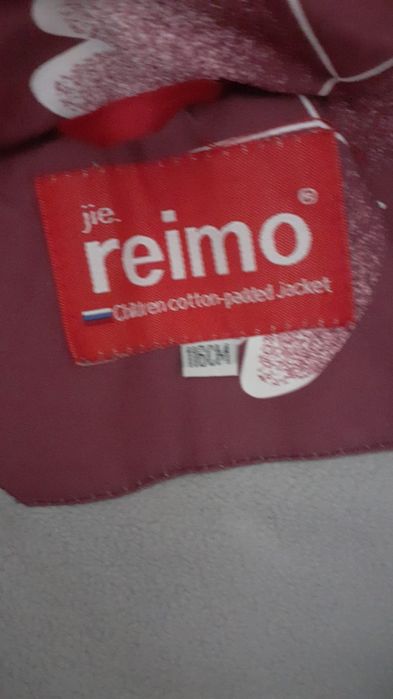 jie.
reimo®
Children cotton-padded Jacket
116CM